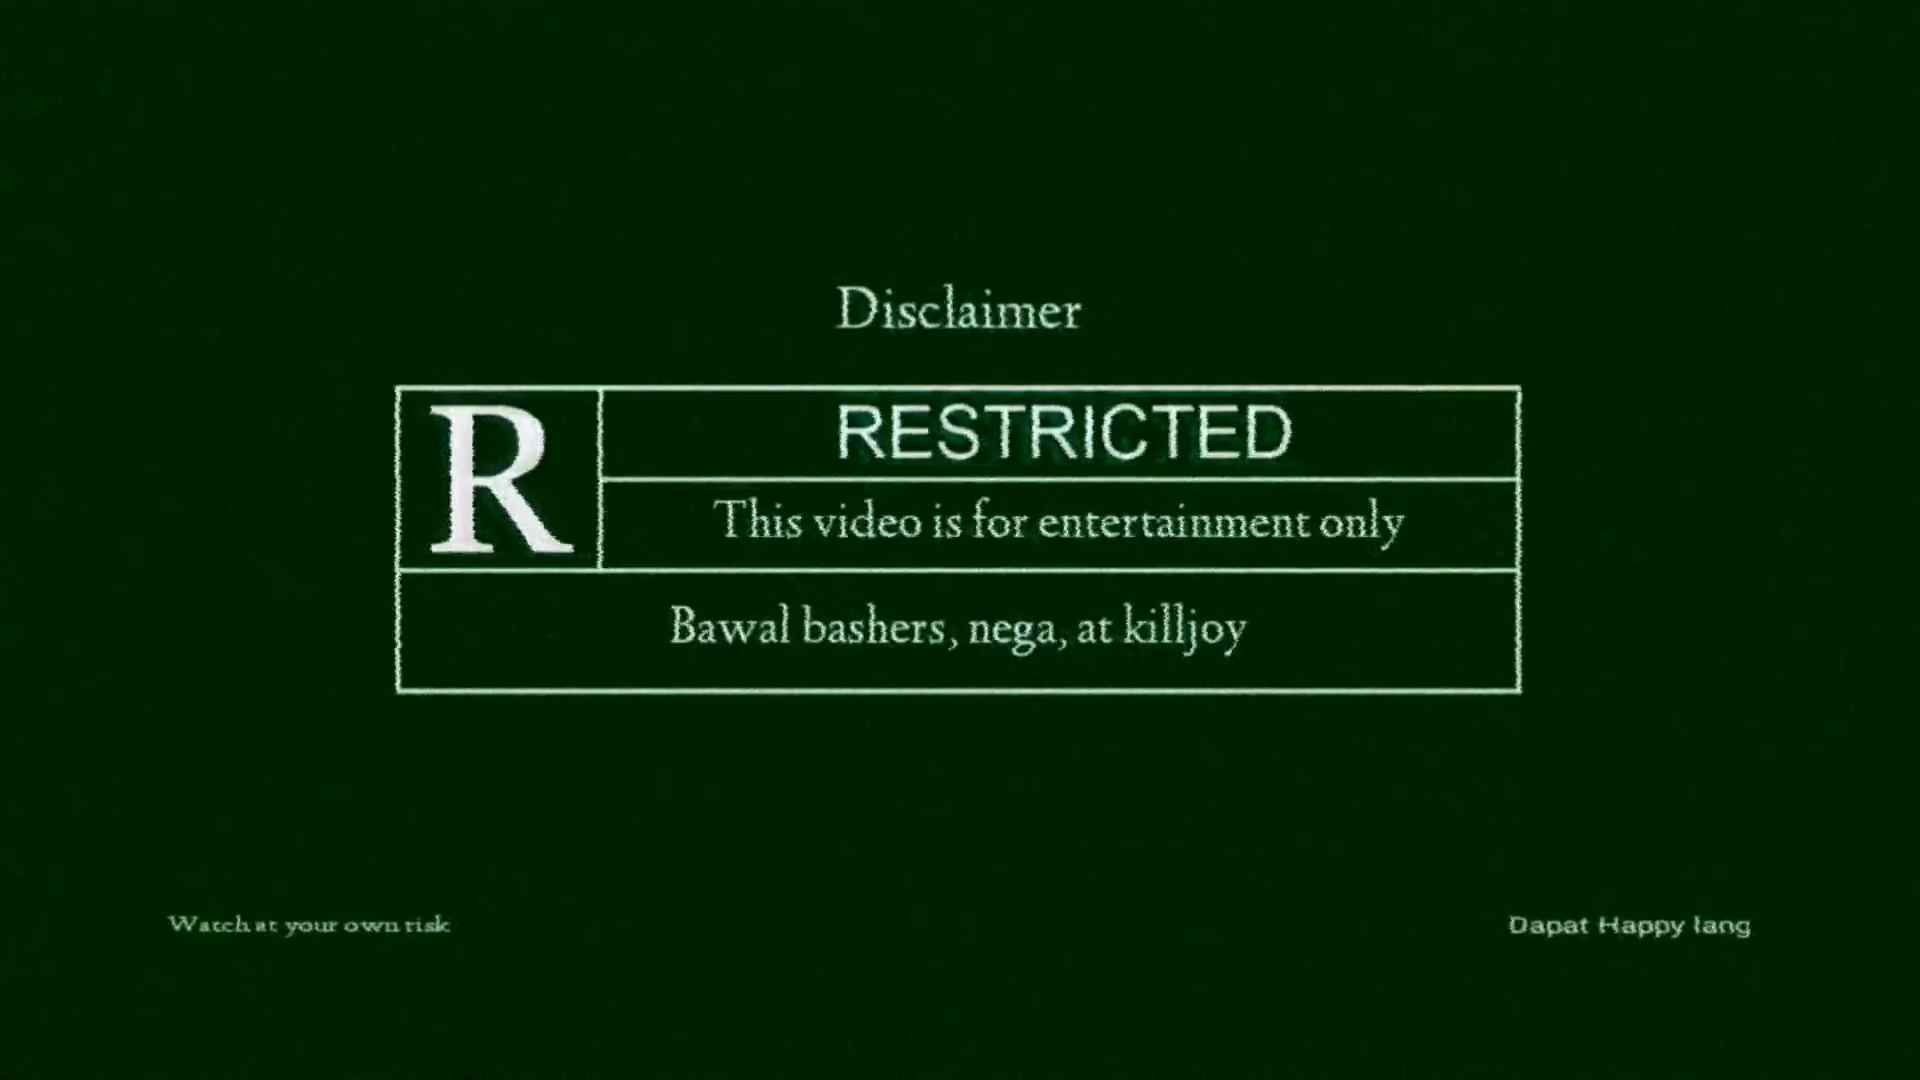 Disclaimer
R
RESTRICTED
This video is for entertainment only
Bawal bashers, nega, at killjoy
Watch at your own risk
Dapat Happy lang